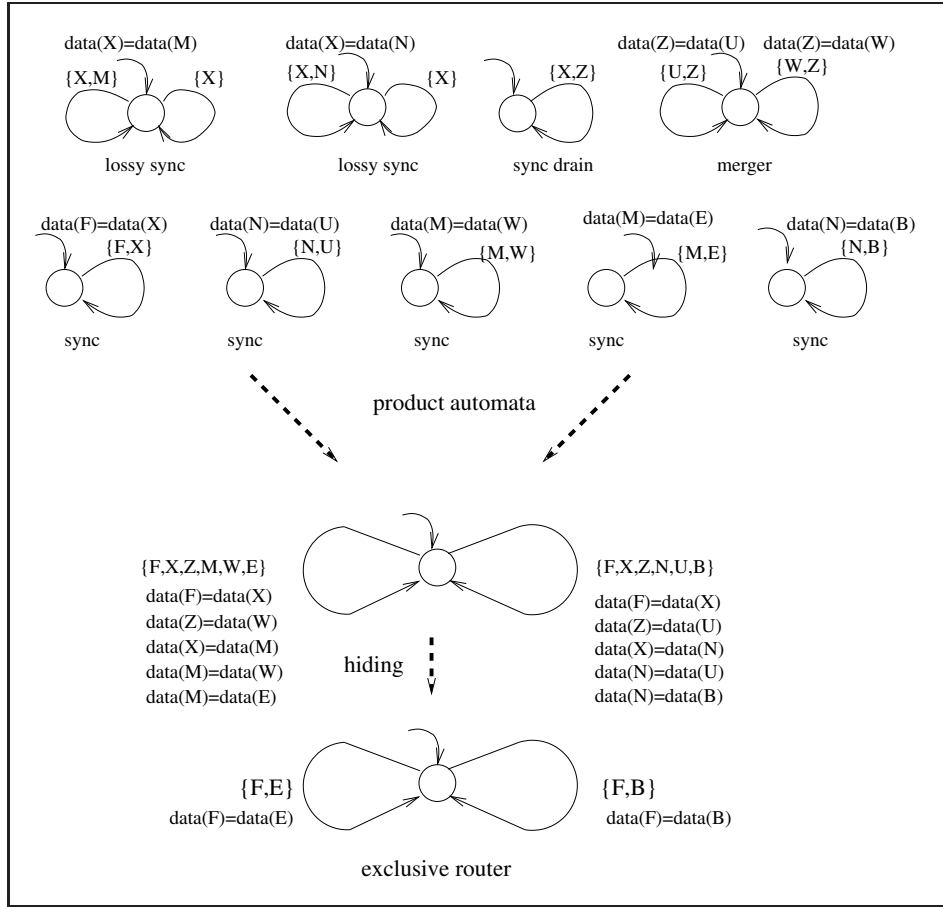 data(X)=data(M)
{X,M}
{X}
lossy sync
data(X)=data(N)
{X,N}
{X}
lossy sync
{X,Z}
sync drain
data(Z)=data(U)
data(Z)=data(W)
{U,Z}
{W,Z}
merger
data(F)=data(X)
{F,X}
sync
data(N)=data(U)
{N,U}
sync
data(M)=data(W)
{M,W}
sync
data(M)=data(E)
{M,E}
sync
data(N)=data(B)
{N,B}
sync
product automata
{F,X,Z,M,W,E}
data(F)=data(X)
data(Z)=data(W)
data(X)=data(M)
data(M)=data(W)
data(M)=data(E)
{F,X,Z,N,U,B}
data(F)=data(X)
data(Z)=data(U)
data(X)=data(N)
data(N)=data(U)
data(N)=data(B)
hiding
{F,E}
data(F)=data(E)
{F,B}
data(F)=data(B)
exclusive router